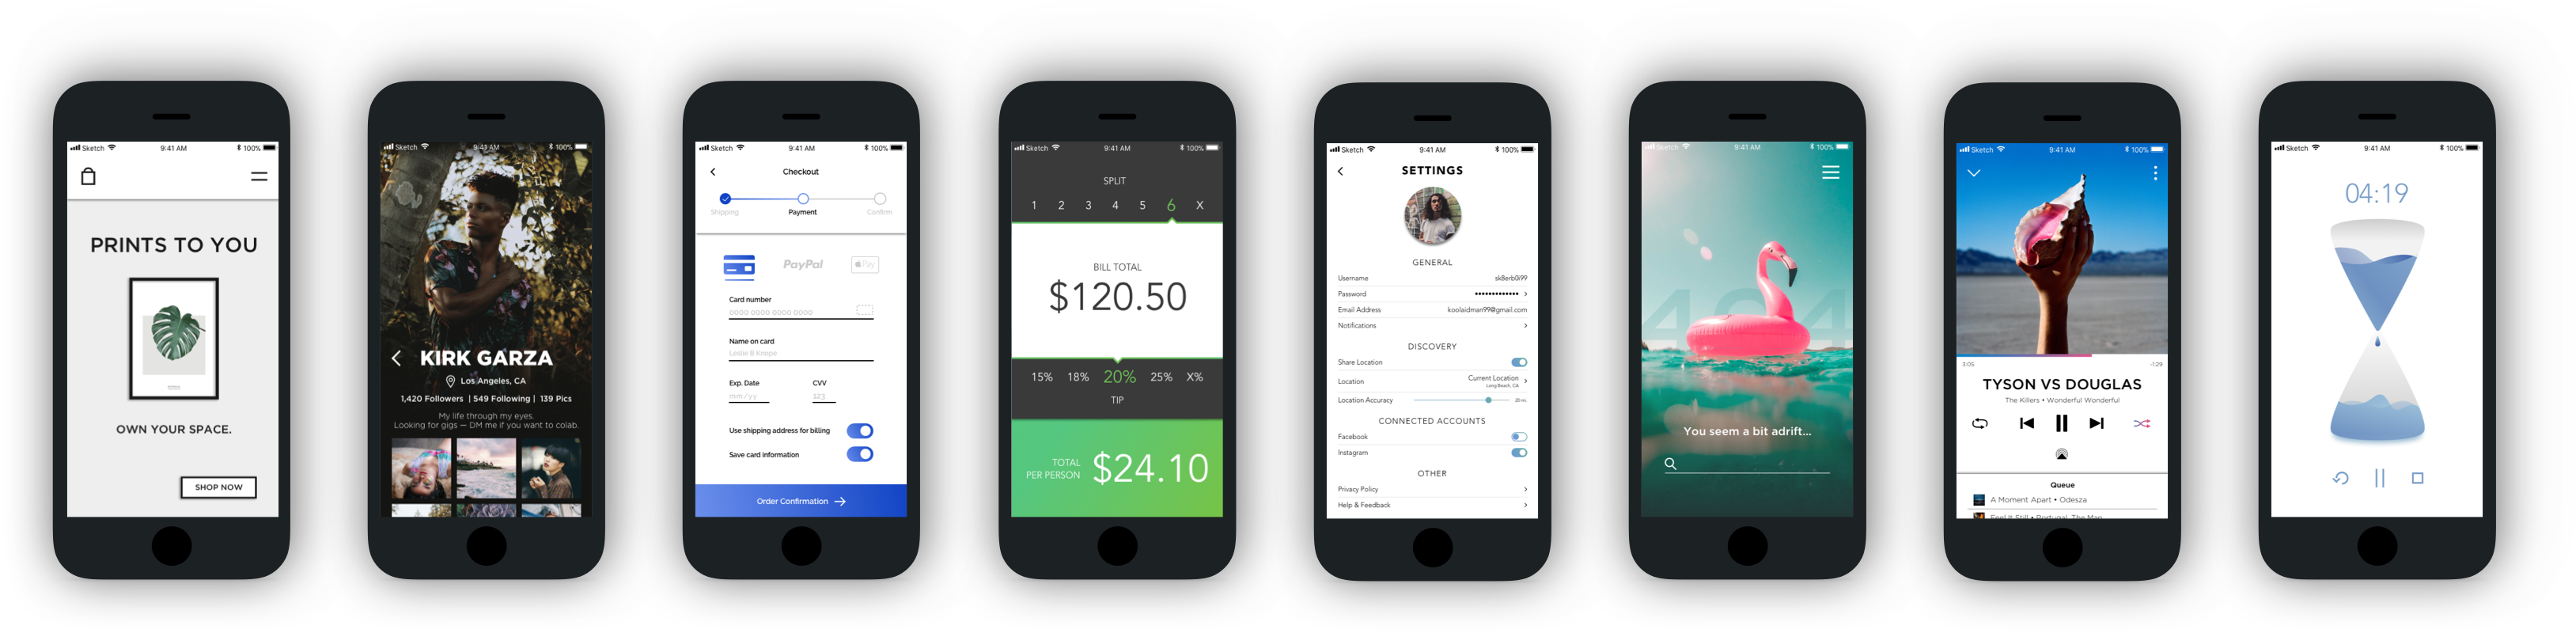 Sketch 9:41 AM 100%
PRINTS TO YOU
OWN YOUR SPACE.
SHOP NOW
Sketch 9:41 AM 100%
KIRK GARZA
Los Angeles, CA
1,420 Followers | 549 Following | 139 Pics
My life through my eyes.
Looking for gigs — DM me if you want to colab.
Sketch 9:41 AM 100%
Checkout
Shipping Payment Confirm
PayPal Pay
Card number
0000 0000 0000 0000
Name on card
Leslie B Knope
Exp. Date CVV
mm/yy 123
Use shipping address for billing
Save card information
Order Confirmation
Sketch 9:41 AM 100%
SPLIT
1 2 3 4 5 6 X
BILL TOTAL
$120.50
15% 18% 20% 25% X%
TIP
TOTAL
PER PERSON $24.10
Sketch 9:41 AM 100%
SETTINGS
GENERAL
Username sk8erboi99
Password
Email Address koolaidman99@gmail.com
Notifications
DISCOVERY
Share Location
Location Current Location
Long Beach, CA
Location Accuracy
CONNECTED ACCOUNTS
Facebook
Instagram
OTHER
Privacy Policy
Help & Feedback
Sketch 9:41 AM 100%
404
You seem a bit adrift...
Sketch 9:41 AM 100%
3:05 -1:29
TYSON VS DOUGLAS
The Killers • Wonderful Wonderful
Queue
A Moment Apart • Odesza
Feel It Still • Portugal. The Man
Sketch 9:41 AM 100%
04:19